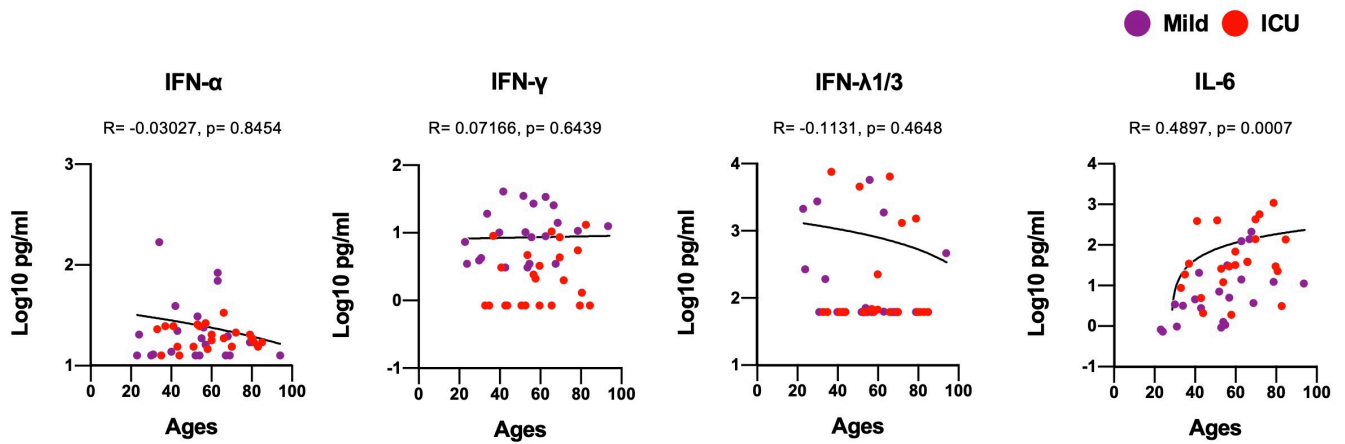 Mild ICU
IFN-α
R= -0.03027, p= 0.8454
Log10 pg/ml
3
2
1
0 20 40 60 80 100
Ages
IFN-γ
R= 0.07166, p= 0.6439
Log10 pg/ml
2
1
0
-1
0 20 40 60 80 100
Ages
IFN-λ1/3
R= -0.1131, p= 0.4648
Log10 pg/ml
4
3
2
1
0 20 40 60 80 100
Ages
IL-6
R= 0.4897, p= 0.0007
Log10 pg/ml
4
3
2
1
0
-1
0 20 40 60 80 100
Ages